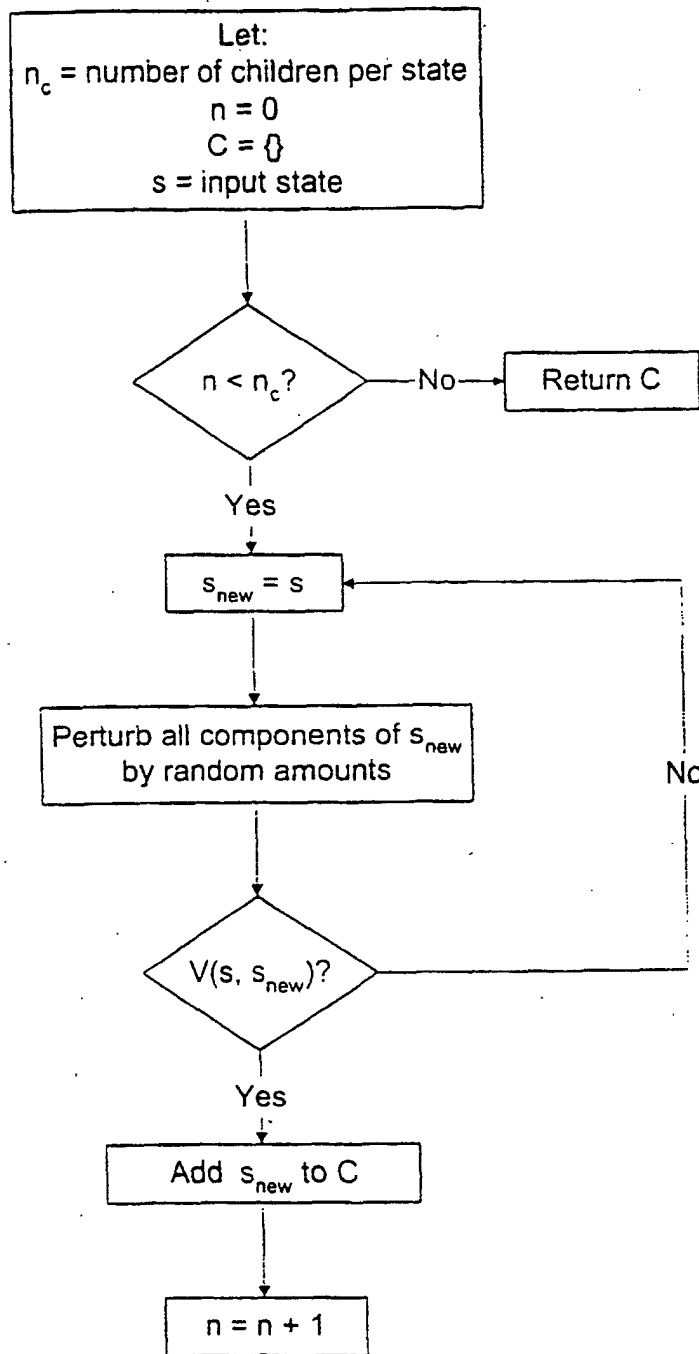 Let:
n_c = number of children per state
n = 0
C = {}
s = input state
n < n_c?
No
Return C
Yes
s_new = s
Perturb all components of s_new
by random amounts
No
V(s, s_new)?
Yes
Add s_new to C
n = n + 1